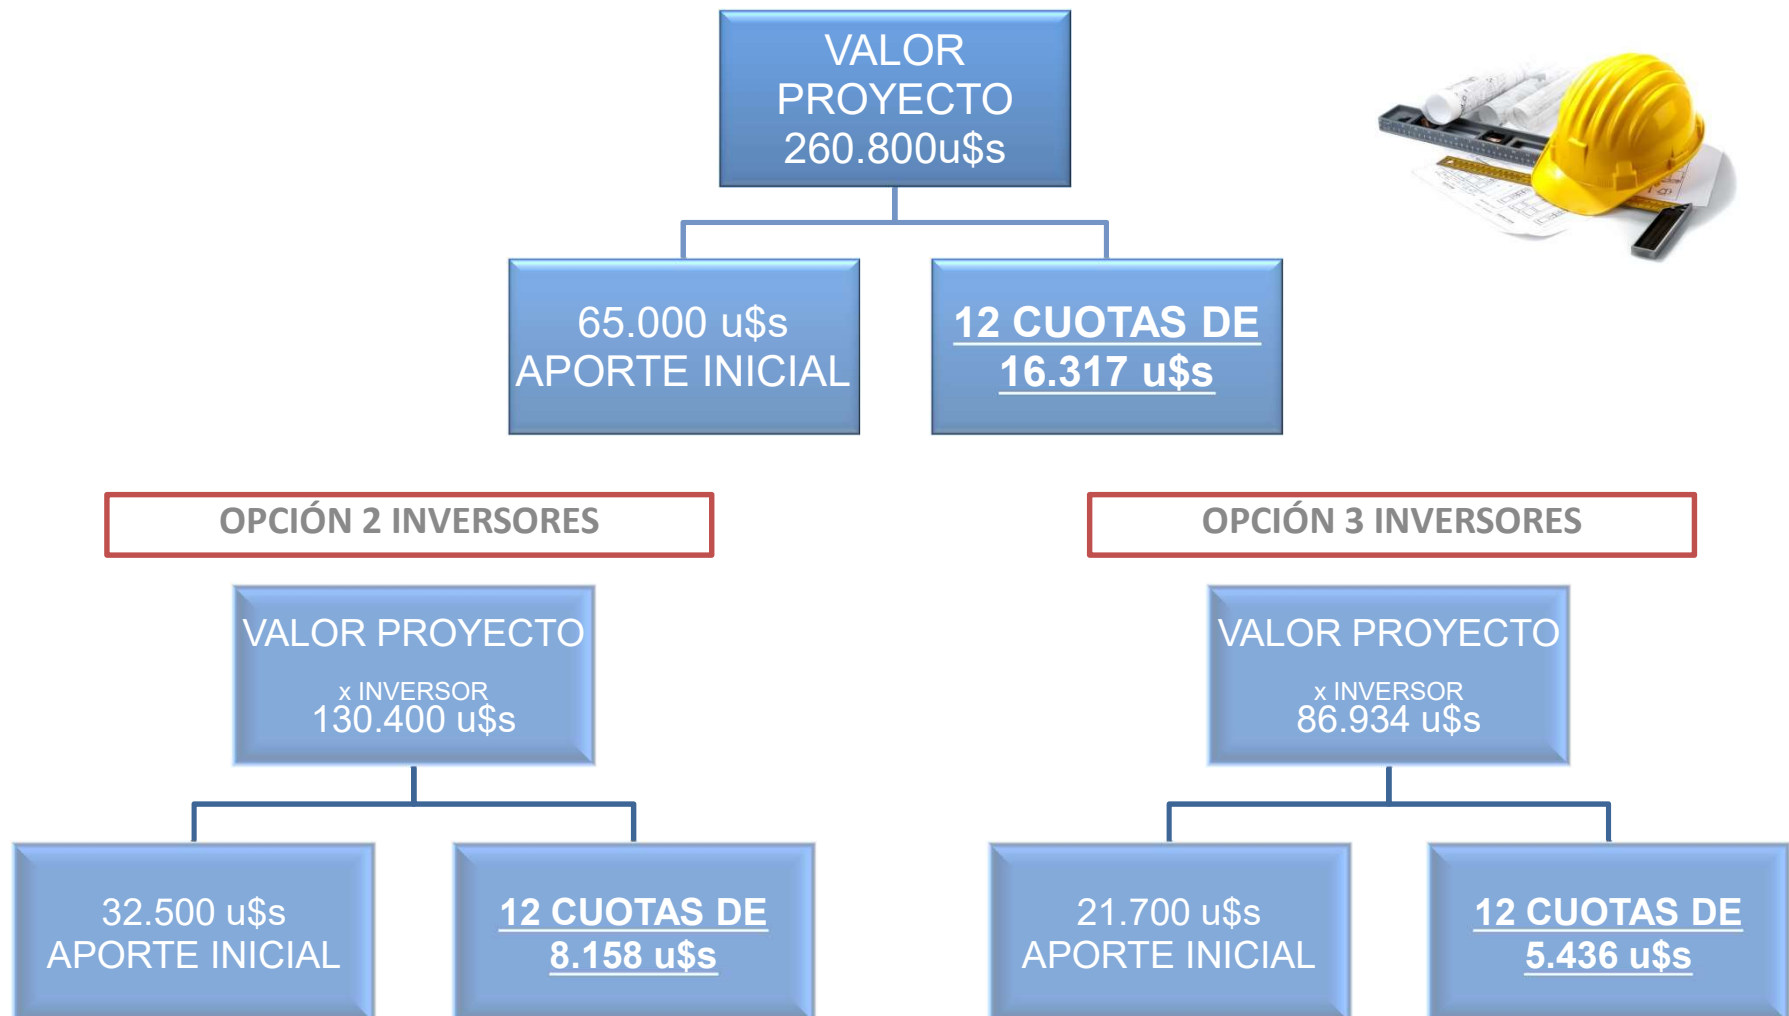 VALOR
PROYECTO
260.800u$s
65.000 u$s
APORTE INICIAL
12 CUOTAS DE
16.317 u$s
OPCIÓN 2 INVERSORES
VALOR PROYECTO
x INVERSOR
130.400 u$s
32.500 u$s
APORTE INICIAL
12 CUOTAS DE
8.158 u$s
OPCIÓN 3 INVERSORES
VALOR PROYECTO
x INVERSOR
86.934 u$s
21.700 u$s
APORTE INICIAL
12 CUOTAS DE
5.436 u$s